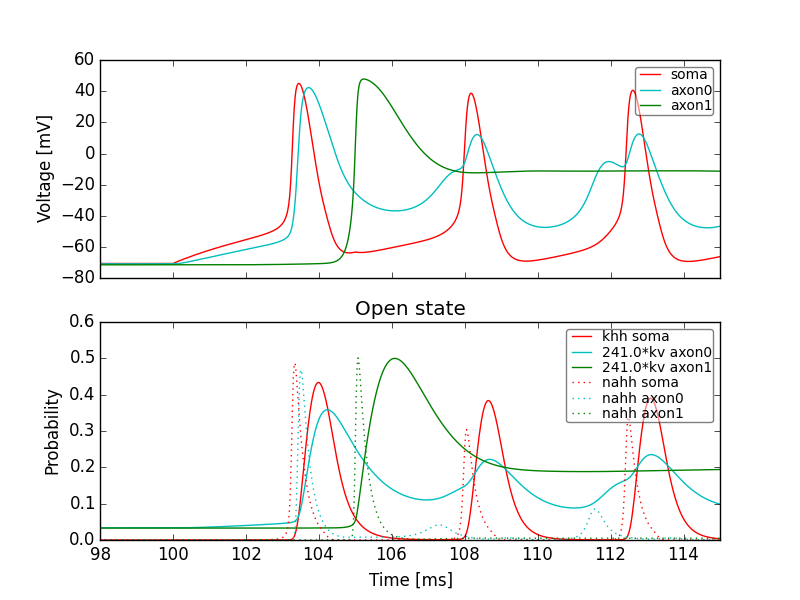 60
40
20
0
−20
−40
−60
−80
Voltage [mV]
soma
axon0
axon1
Open state
0.6
0.5
0.4
0.3
0.2
0.1
0.0
Probability
khh soma
241.0*kv axon0
241.0*kv axon1
nahh soma
nahh axon0
nahh axon1
98 100 102 104 106 108 110 112 114
Time [ms]